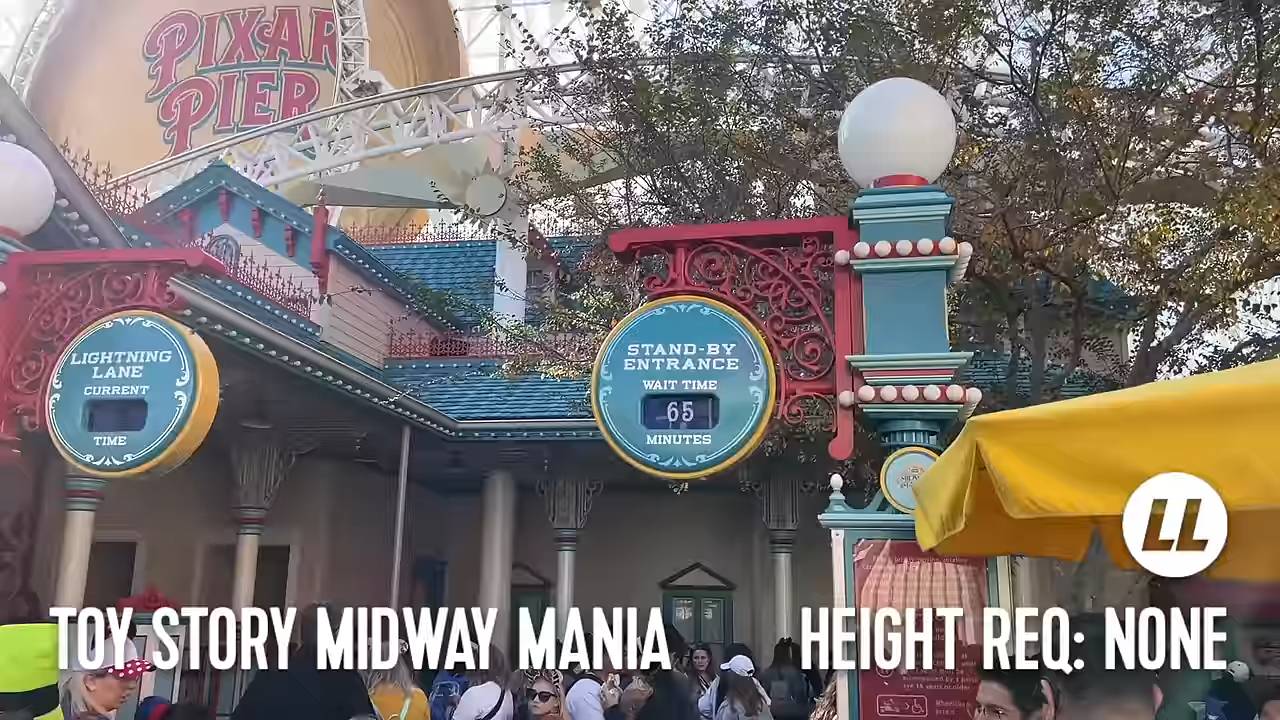 PIXAR
PIER
LIGHTNING
LANE
CURRENT
TIME
STAND-BY
ENTRANCE
WAIT TIME
65
MINUTES
LL
TOY STORY MIDWAY MANIA
HEIGHT REQ: NONE